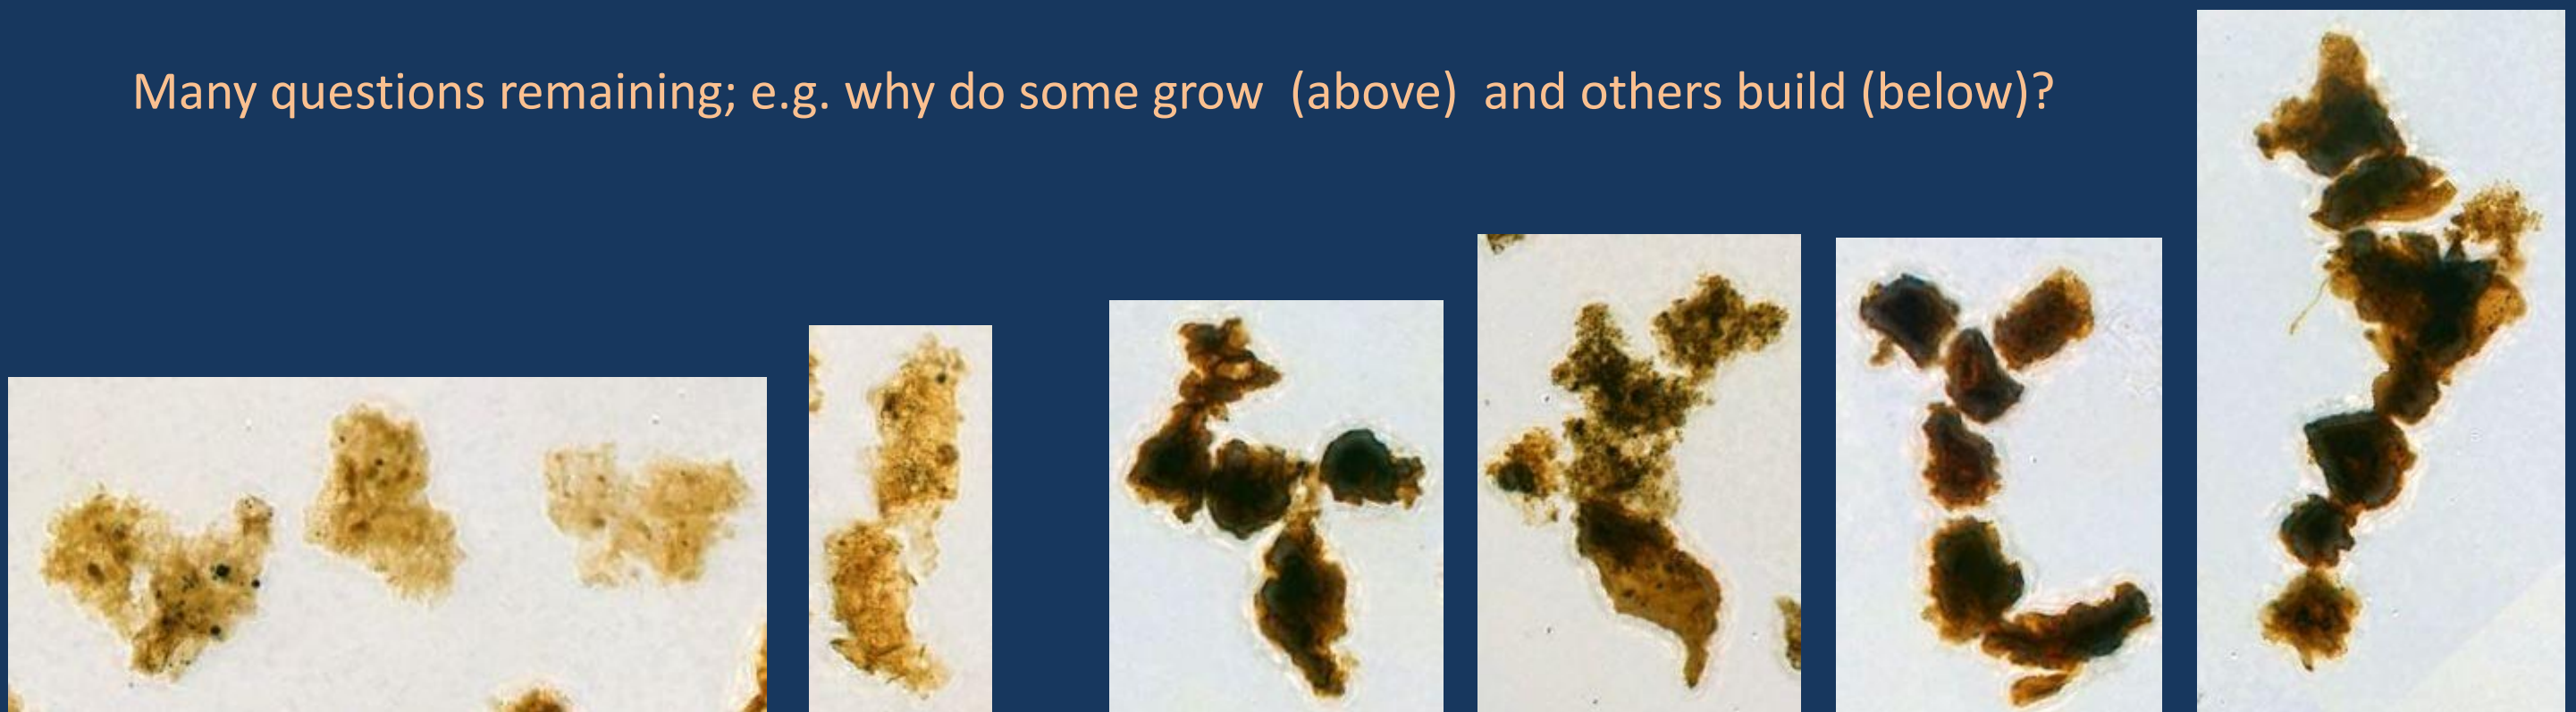 Many questions remaining; e.g. why do some grow  (above)  and others build (below)?